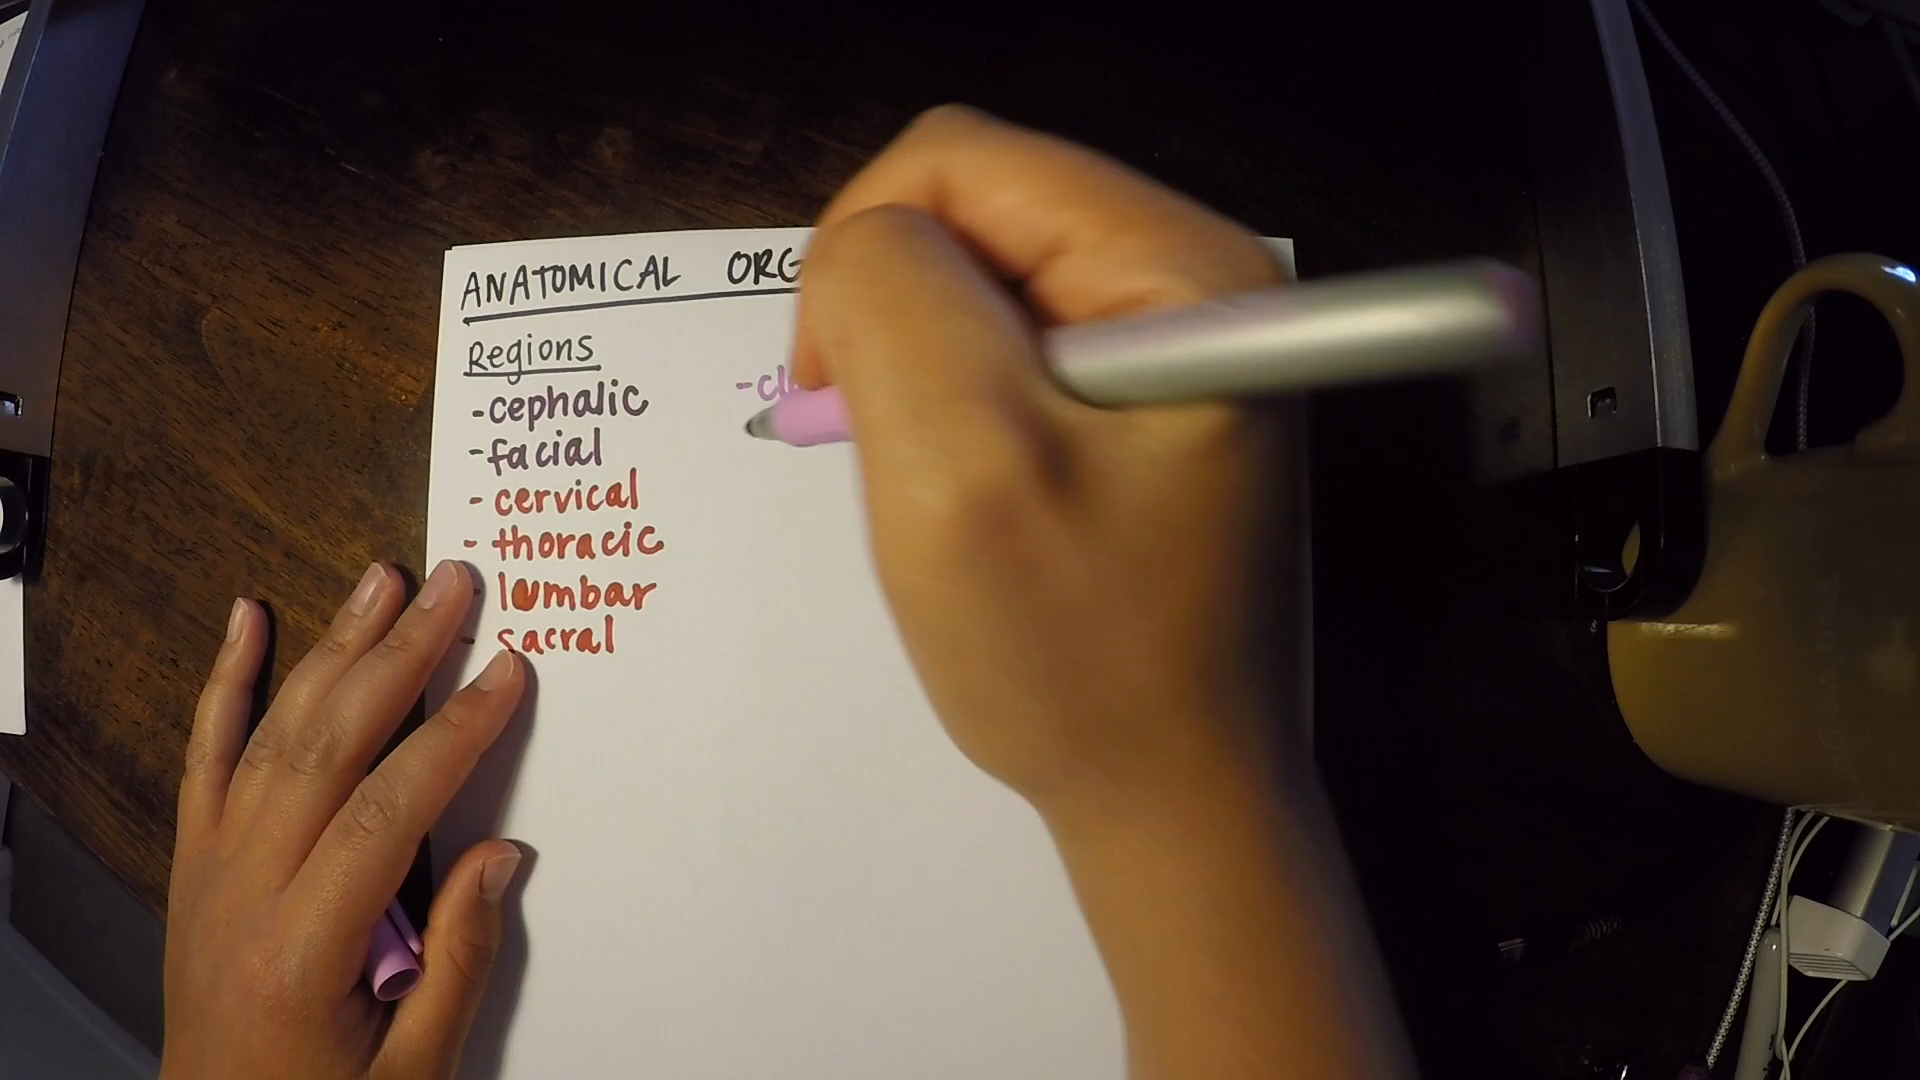 ANATOMICAL ORG
Regions
-cephalic
-facial
- cervical
- thoracic
- lumbar
- sacral